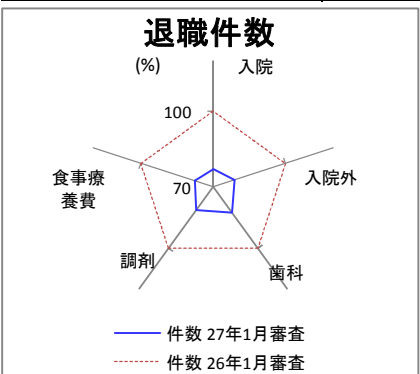 退職件数
(%)
入院
100
入院外
食事療
養費
70
調剤
歯科
件数 27年1月審査
件数 26年1月審査